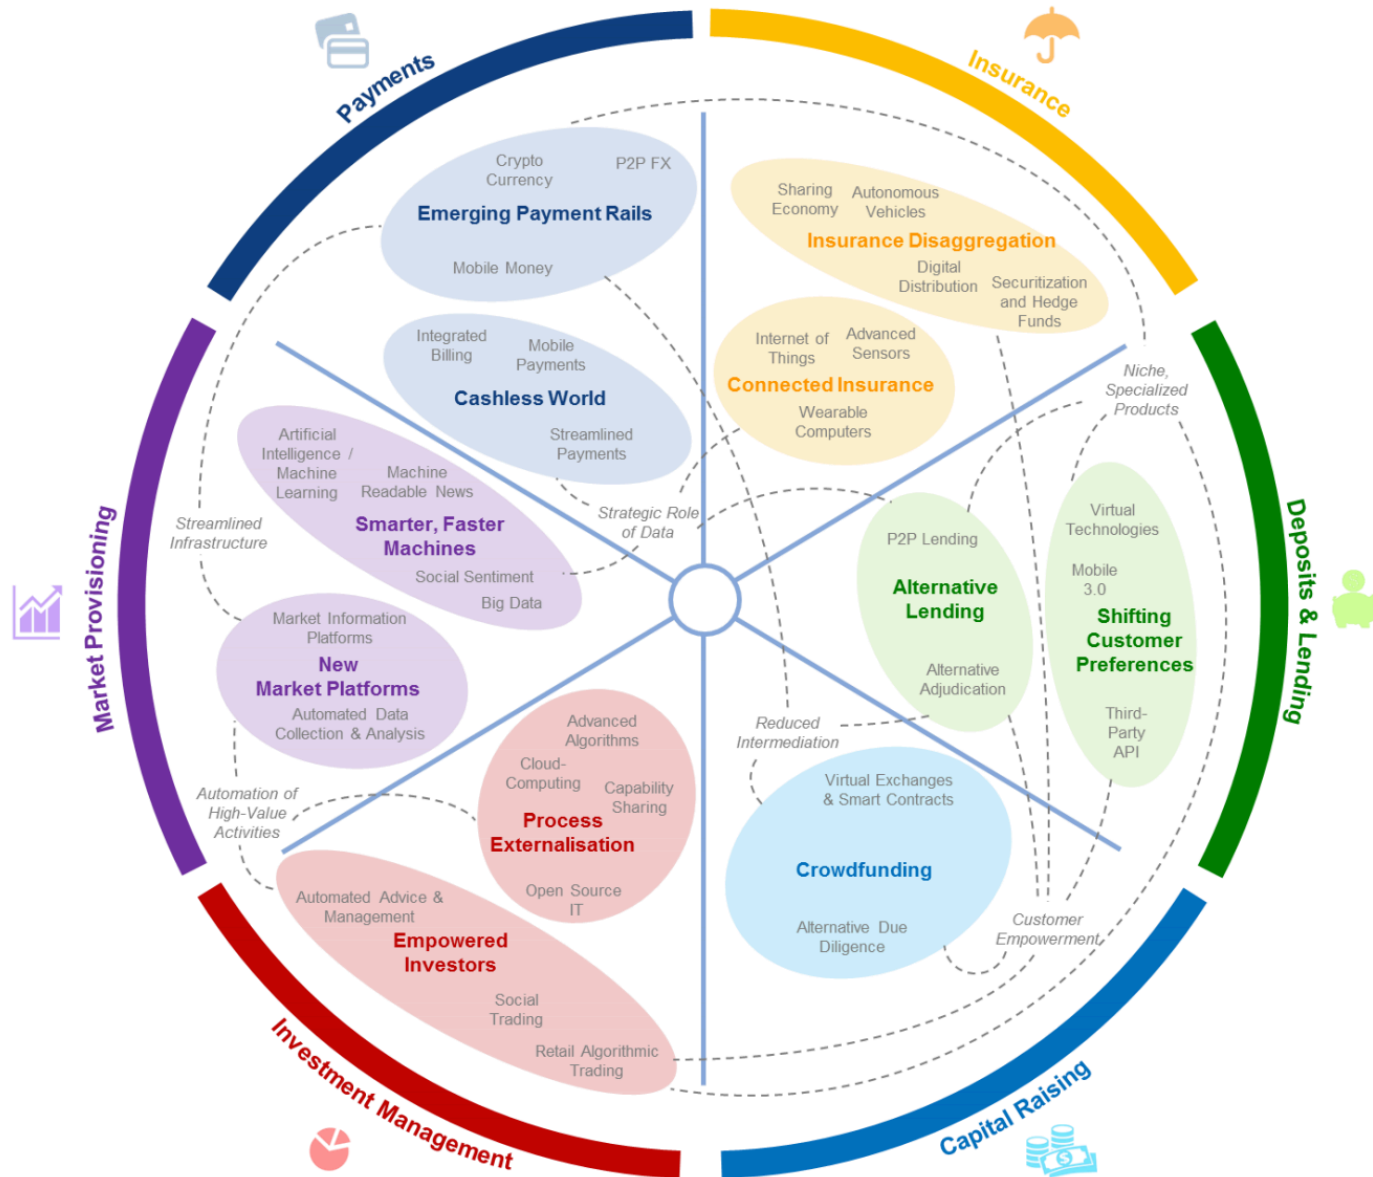 Payments
Insurance
Crypto
Currency
P2P FX
Emerging Payment Rails
Mobile Money
Sharing
Economy
Autonomous
Vehicles
Insurance Disaggregation
Digital
Distribution
Securitization
and Hedge
Funds
Integrated
Billing
Mobile
Payments
Cashless World
Streamlined
Payments
Internet of
Things
Advanced
Sensors
Connected Insurance
Wearable
Computers
Niche,
Specialized
Products
Artificial
Intelligence /
Machine
Learning
Machine
Readable News
Smarter, Faster
Machines
Social Sentiment
Big Data
Strategic Role
of Data
Streamlined
Infrastructure
Market Provisioning
Market Information
Platforms
New
Market Platforms
Automated Data
Collection & Analysis
P2P Lending
Alternative
Lending
Alternative
Adjudication
Virtual
Technologies
Mobile
3.0
Shifting
Customer
Preferences
Third-
Party
API
Deposits & Lending
Reduced
Intermediation
Automation of
High-Value
Activities
Advanced
Algorithms
Cloud-
Computing
Capability
Sharing
Process
Externalisation
Open Source
IT
Virtual Exchanges
& Smart Contracts
Crowdfunding
Alternative Due
Diligence
Customer
Empowerment
Automated Advice &
Management
Empowered
Investors
Social
Trading
Retail Algorithmic
Trading
Investment Management
Capital Raising
$